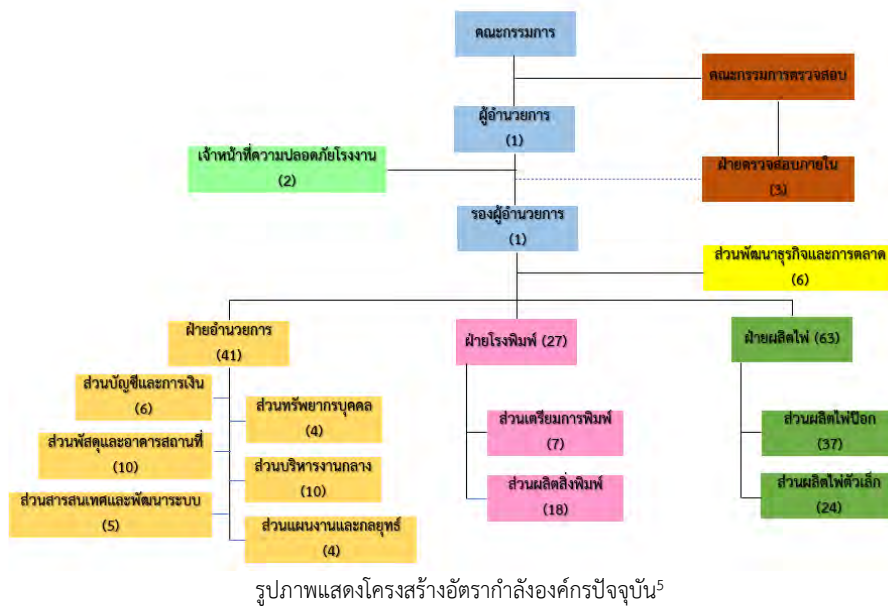 คณะกรรมการ
คณะกรรมการตรวจสอบ
ผู้อำนวยการ
(1)
เจ้าหน้าที่ความปลอดภัยโรงงาน
(2)
ฝ่ายตรวจสอบภายใน
(3)
รองผู้อำนวยการ
(1)
ส่วนพัฒนาธุรกิจและการตลาด
(6)
ฝ่ายอำนวยการ
(41)
ฝ่ายโรงพิมพ์ (27)
ฝ่ายผลิตไพ่ (63)
ส่วนบัญชีและการเงิน
(6)
ส่วนทรัพยากรบุคคล
(4)
ส่วนพัสดุและอาคารสถานที่
(10)
ส่วนบริหารงานกลาง
(10)
ส่วนสารสนเทศและพัฒนาระบบ
(5)
ส่วนแผนงานและกลยุทธ์
(4)
ส่วนเตรียมการพิมพ์
(7)
ส่วนผลิตสิ่งพิมพ์
(18)
ส่วนผลิตไพ่ป๊อก
(37)
ส่วนผลิตไพ่ตัวเล็ก
(24)
รูปภาพแสดงโครงสร้างอัตรากำลังองค์กรปัจจุบัน⁵